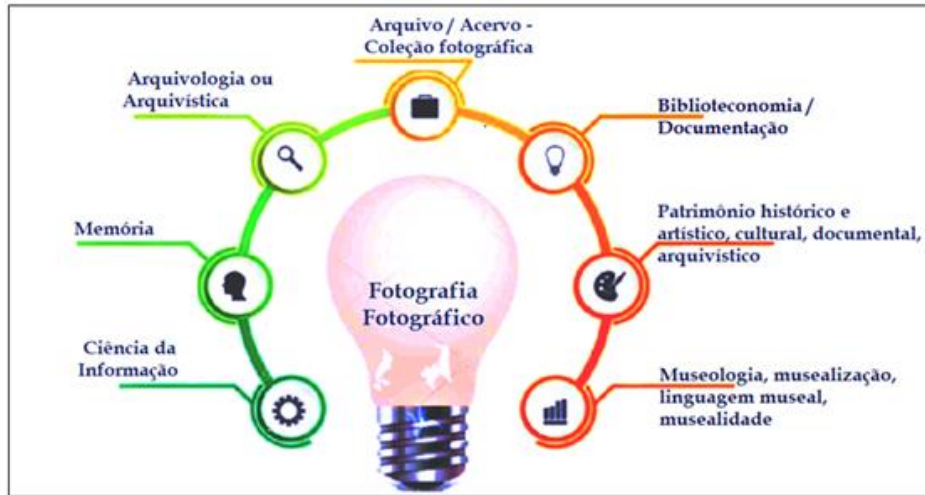 Arquivo / Acervo -
Coleção fotográfica
Arquivologia ou
Arquivística
Biblioteconomia /
Documentação
Memória
Patrimônio histórico e
artístico, cultural, documental,
arquivístico
Fotografia
Fotográfico
Ciência da
Informação
Museologia, musealização,
linguagem museal,
musealidade